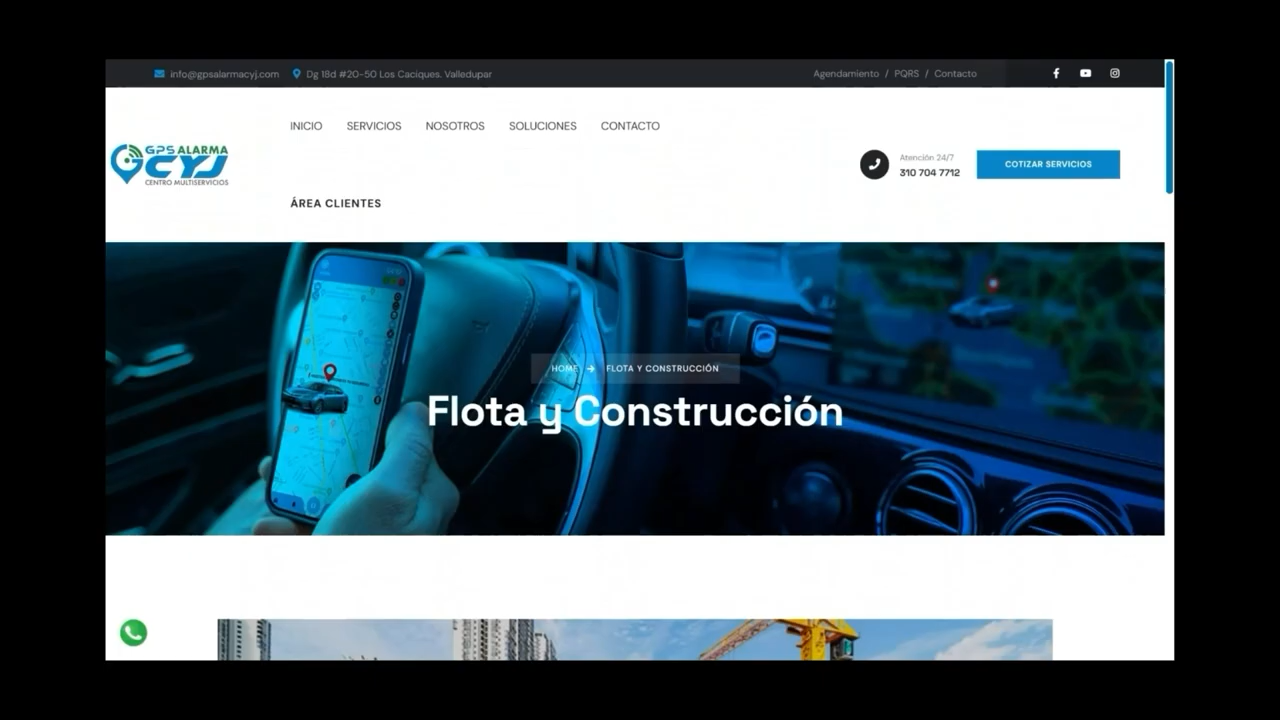 info@gpsalarmacyj.com
Dg 18d #20-50 Los Caciques. Valledupar
Agendamiento / PQRS / Contacto
INICIO
SERVICIOS
NOSOTROS
SOLUCIONES
CONTACTO
GPS ALARMA
CYJ
CENTRO MULTISERVICIOS
Atención 24/7
310 704 7712
COTIZAR SERVICIOS
ÁREA CLIENTES
HOME
FLOTA Y CONSTRUCCIÓN
Flota y Construcción